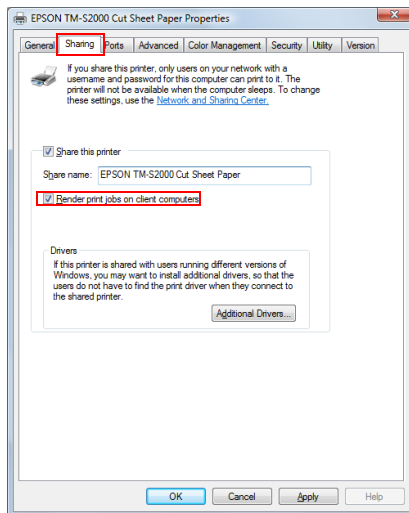 EPSON TM-S2000 Cut Sheet Paper Properties
General Sharing Ports Advanced Color Management Security Utility Version
If you share this printer, only users on your network with a
username and password for this computer can print to it. The
printer will not be available when the computer sleeps. To change
these settings, use the Network and Sharing Center.
Share this printer
Share name: EPSON TM-S2000 Cut Sheet Paper
Render print jobs on client computers
Drivers
If this printer is shared with users running different versions of
Windows, you may want to install additional drivers, so that the
users do not have to find the print driver when they connect to
the shared printer.
Additional Drivers...
OK Cancel Apply Help